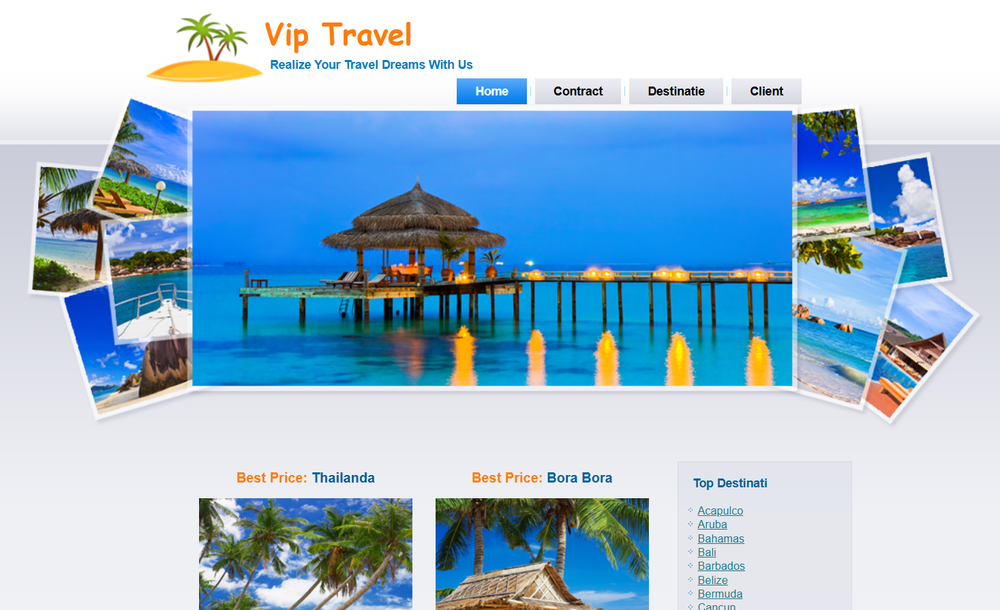 Vip Travel
Realize Your Travel Dreams With Us
Home
Contract
Destinatie
Client
Best Price: Thailanda
Best Price: Bora Bora
Top Destinati
Acapulco
Aruba
Bahamas
Bali
Barbados
Belize
Bermuda
Cancun